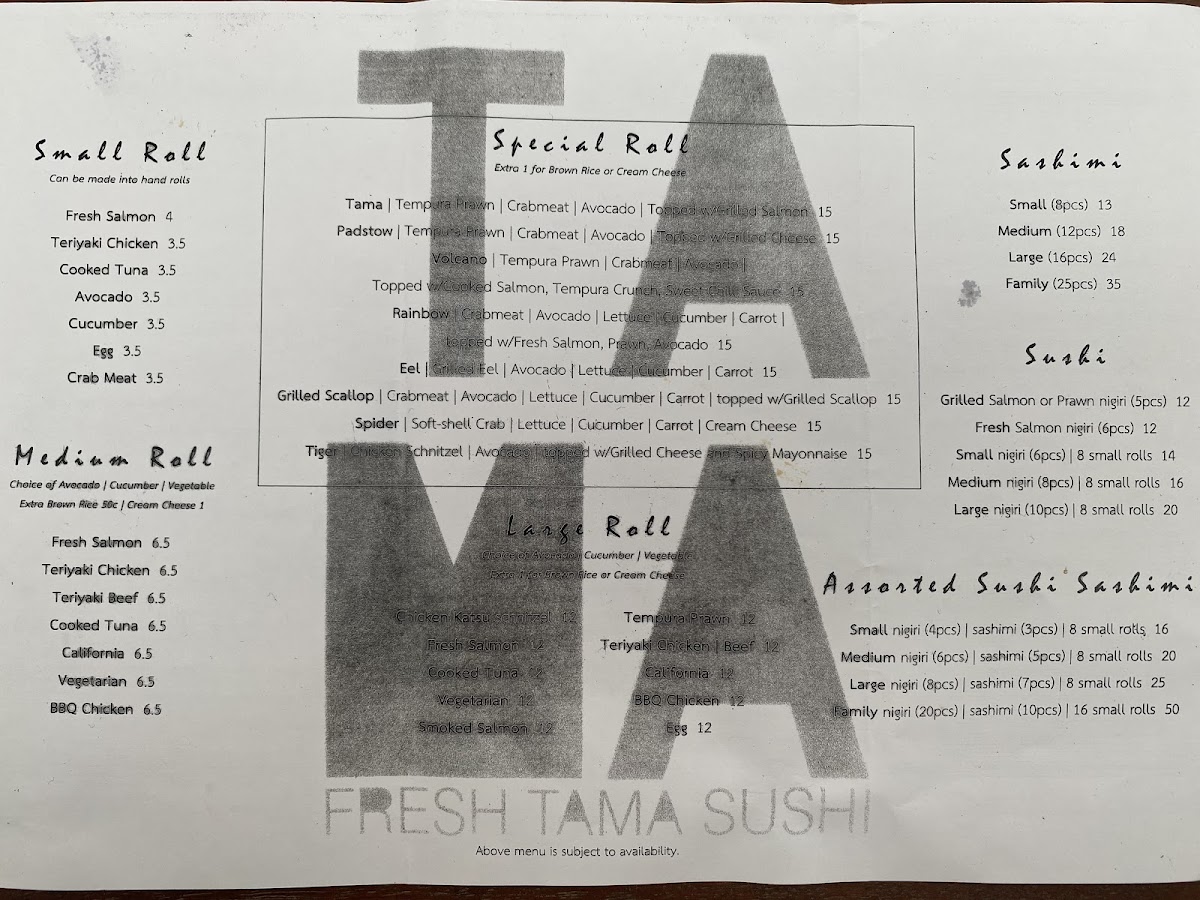 TAMA
Small Roll
Can be made into hand rolls
Fresh Salmon 4
Teriyaki Chicken 3.5
Cooked Tuna 3.5
Avocado 3.5
Cucumber 3.5
Egg 3.5
Crab Meat 3.5
Medium Roll
Choice of Avocado | Cucumber | Vegetable
Extra Brown Rice 50c | Cream Cheese 1
Fresh Salmon 6.5
Teriyaki Chicken 6.5
Teriyaki Beef 6.5
Cooked Tuna 6.5
California 6.5
Vegetarian 6.5
BBQ Chicken 6.5
Special Roll
Extra 1 for Brown Rice or Cream Cheese
Tama | Tempura Prawn | Crabmeat | Avocado | Topped w/Grilled Salmon 15
Padstow | Tempura Prawn | Crabmeat | Avocado | Topped w/Grilled Cheese 15
Volcano | Tempura Prawn | Crabmeat | Avocado |
Topped w/Cooked Salmon, Tempura Crunch, Sweet Chilli Sauce 15
Rainbow | Crabmeat | Avocado | Lettuce | Cucumber | Carrot |
topped w/Fresh Salmon, Prawn, Avocado 15
Eel | Grilled Eel | Avocado | Lettuce | Cucumber | Carrot 15
Grilled Scallop | Crabmeat | Avocado | Lettuce | Cucumber | Carrot | topped w/Grilled Scallop 15
Spider | Soft-shell Crab | Lettuce | Cucumber | Carrot | Cream Cheese 15
Tiger | Chicken Schnitzel | Avocado | topped w/Grilled Cheese and Spicy Mayonnaise 15
Large Roll
Choice of Avocado | Cucumber | Vegetable
Extra 1 for Brown Rice or Cream Cheese
Chicken Katsu schnitzel 12
Fresh Salmon 12
Cooked Tuna 12
Vegetarian 12
Smoked Salmon 12
Tempura Prawn 12
Teriyaki Chicken | Beef 12
California 12
BBQ Chicken 12
Egg 12
Sashimi
Small (8pcs) 13
Medium (12pcs) 18
Large (16pcs) 24
Family (25pcs) 35
Sushi
Grilled Salmon or Prawn nigiri (5pcs) 12
Fresh Salmon nigiri (6pcs) 12
Small nigiri (6pcs) | 8 small rolls 14
Medium nigiri (8pcs) | 8 small rolls 16
Large nigiri (10pcs) | 8 small rolls 20
Assorted Sushi Sashimi
Small nigiri (4pcs) | sashimi (3pcs) | 8 small rolls 16
Medium nigiri (6pcs) | sashimi (5pcs) | 8 small rolls 20
Large nigiri (8pcs) | sashimi (7pcs) | 8 small rolls 25
Family nigiri (20pcs) | sashimi (10pcs) | 16 small rolls 50
FRESH TAMA SUSHI
Above menu is subject to availability.